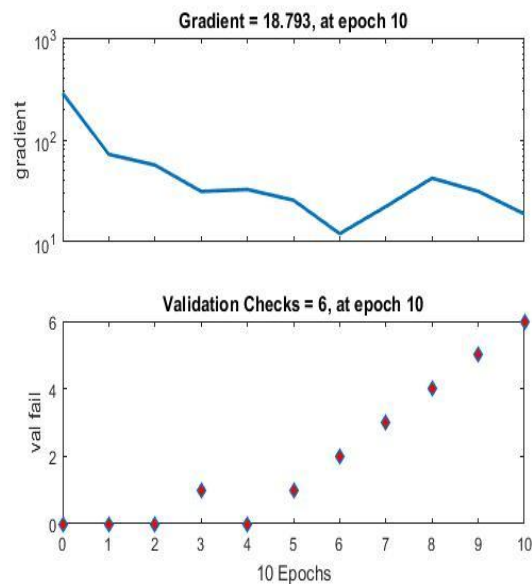 Gradient = 18.793, at epoch 10
10³
10²
10¹
gradient
Validation Checks = 6, at epoch 10
6
4
2
0
val fail
0 1 2 3 4 5 6 7 8 9 10
10 Epochs